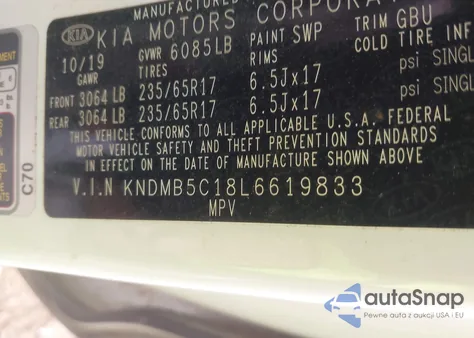 MANUFACTURED
KIA KIA MOTORS CORPORA
10/19 GVWR 6085LB PAINT SWP TRIM GBU
GAWR TIRES RIMS COLD TIRE INF
FRONT 3064 LB 235/65R17 6.5Jx17 psi SINGL
REAR 3064 LB 235/65R17 6.5Jx17 psi SINGL
THIS VEHICLE CONFORMS TO ALL APPLICABLE U.S.A. FEDERAL
MOTOR VEHICLE SAFETY AND THEFT PREVENTION STANDARDS
IN EFFECT ON THE DATE OF MANUFACTURE SHOWN ABOVE.
V.I.N KNDMB5C18L6619833
MPV
C70
autaSnap
Pewne auta z aukcji USA i EU